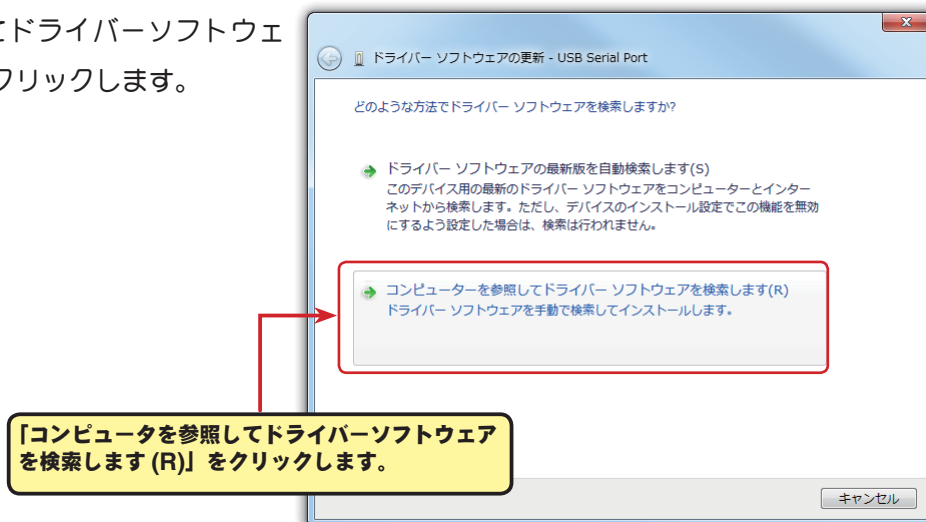 てドライバーソフトウェ
クリックします。
ドライバー ソフトウェアの更新 - USB Serial Port
どのような方法でドライバー ソフトウェアを検索しますか?
ドライバー ソフトウェアの最新版を自動検索します(S)
このデバイス用の最新のドライバー ソフトウェアをコンピューターとインター
ネットから検索します。ただし、デバイスのインストール設定でこの機能を無効
にするよう設定した場合は、検索は行われません。
コンピューターを参照してドライバー ソフトウェアを検索します(R)
ドライバー ソフトウェアを手動で検索してインストールします。
「コンピュータを参照してドライバーソフトウェア
を検索します (R)」をクリックします。
キャンセル